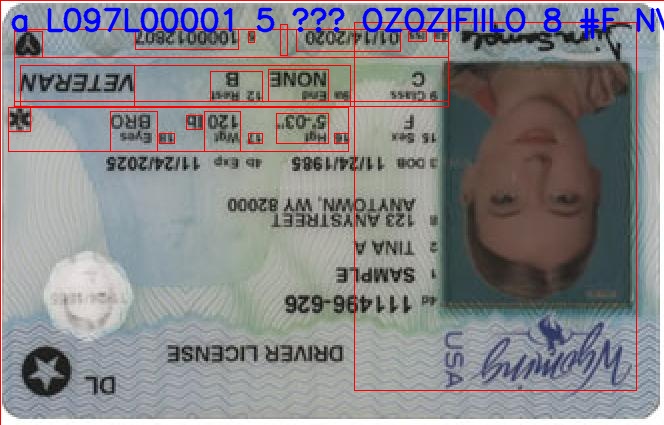 a L097L00001 5 ??? OZOZIFIILO 8 #F NV
Wyoming USA
DRIVER LICENSE DL
4d 111496-626
1 SAMPLE
2 TINA A
8 123 ANYSTREET
ANYTOWN, WY 82000
3 DOB 11/24/1985 4b Exp 11/24/2025
15 Sex 16 Hgt 17 Wgt 18 Eyes
F 5'-03" 120 lb BRO
9 Class 9a End 12 Rest
C NONE B VETERAN
01/14/2020 1000012807
Tina Sample